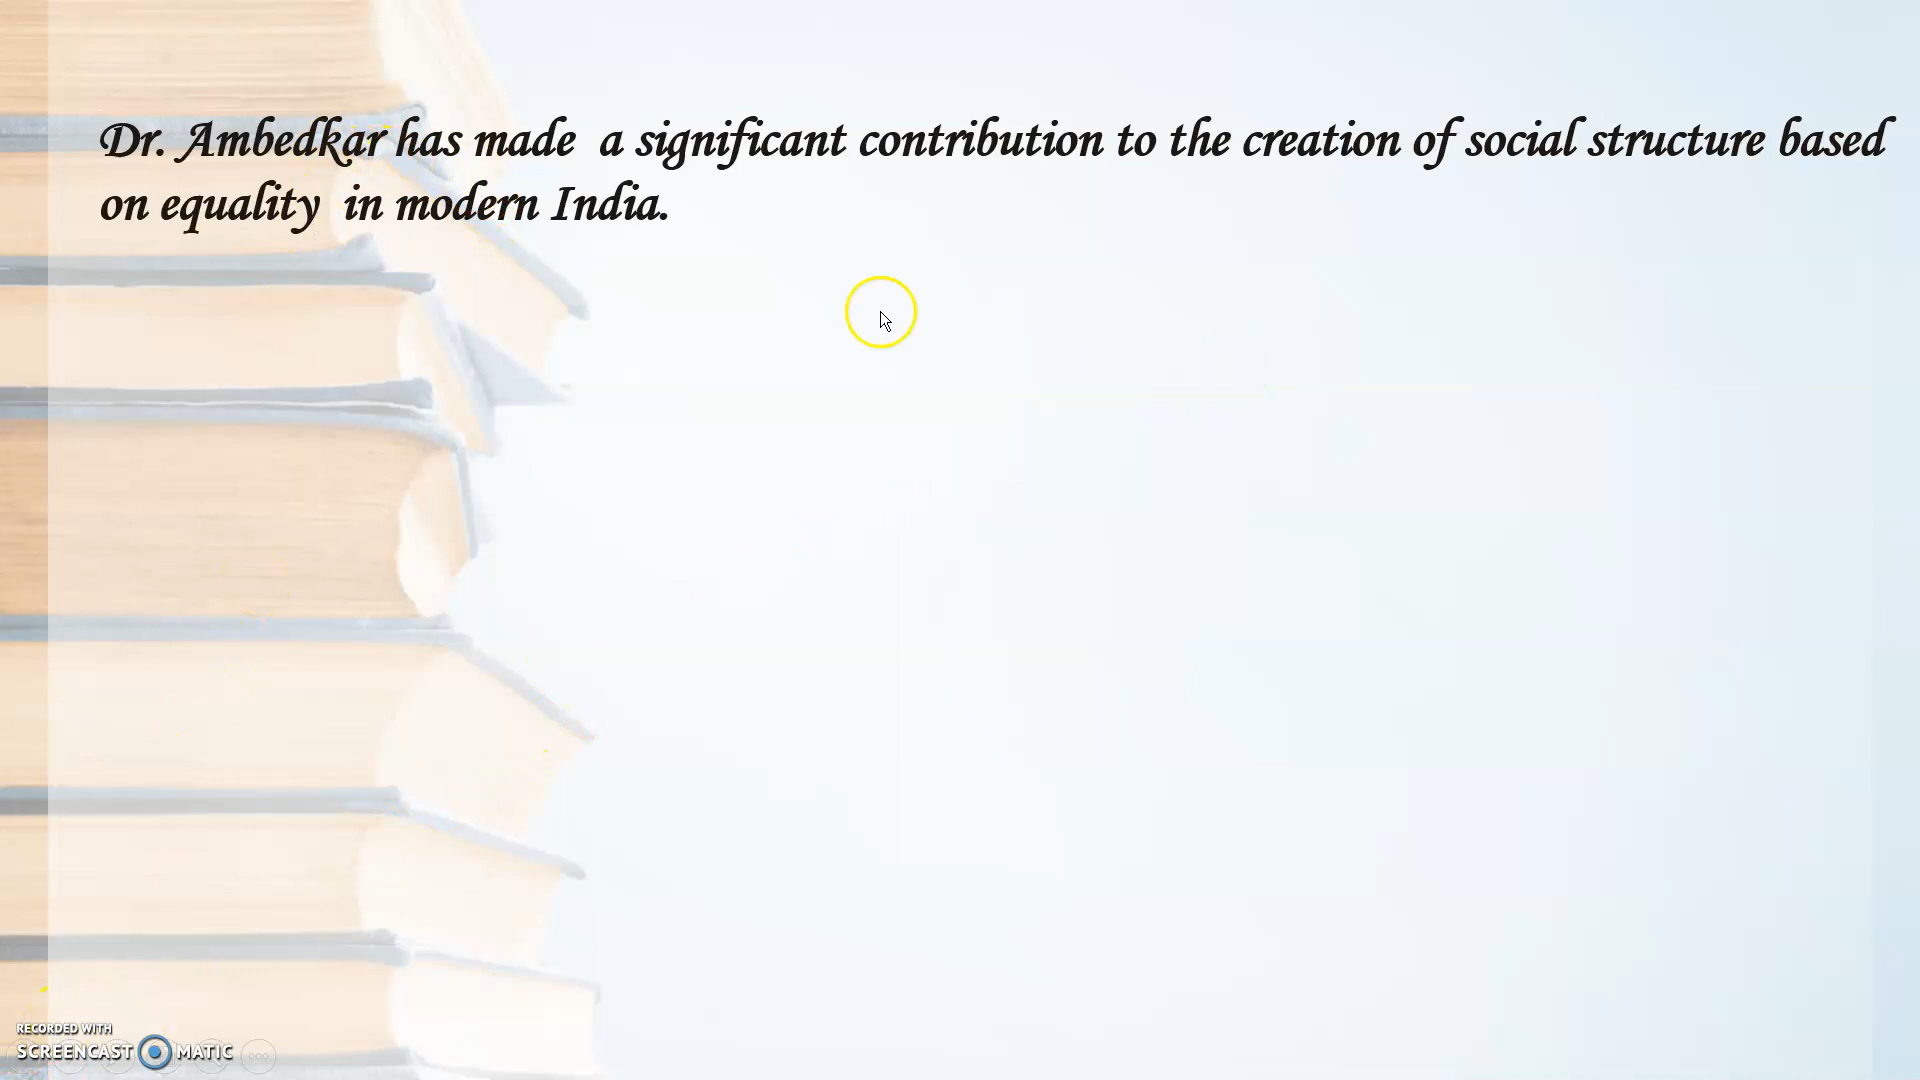 Dr. Ambedkar has made a significant contribution to the creation of social structure based
on equality in modern India.
RECORDED WITH
SCREENCAST MATIC